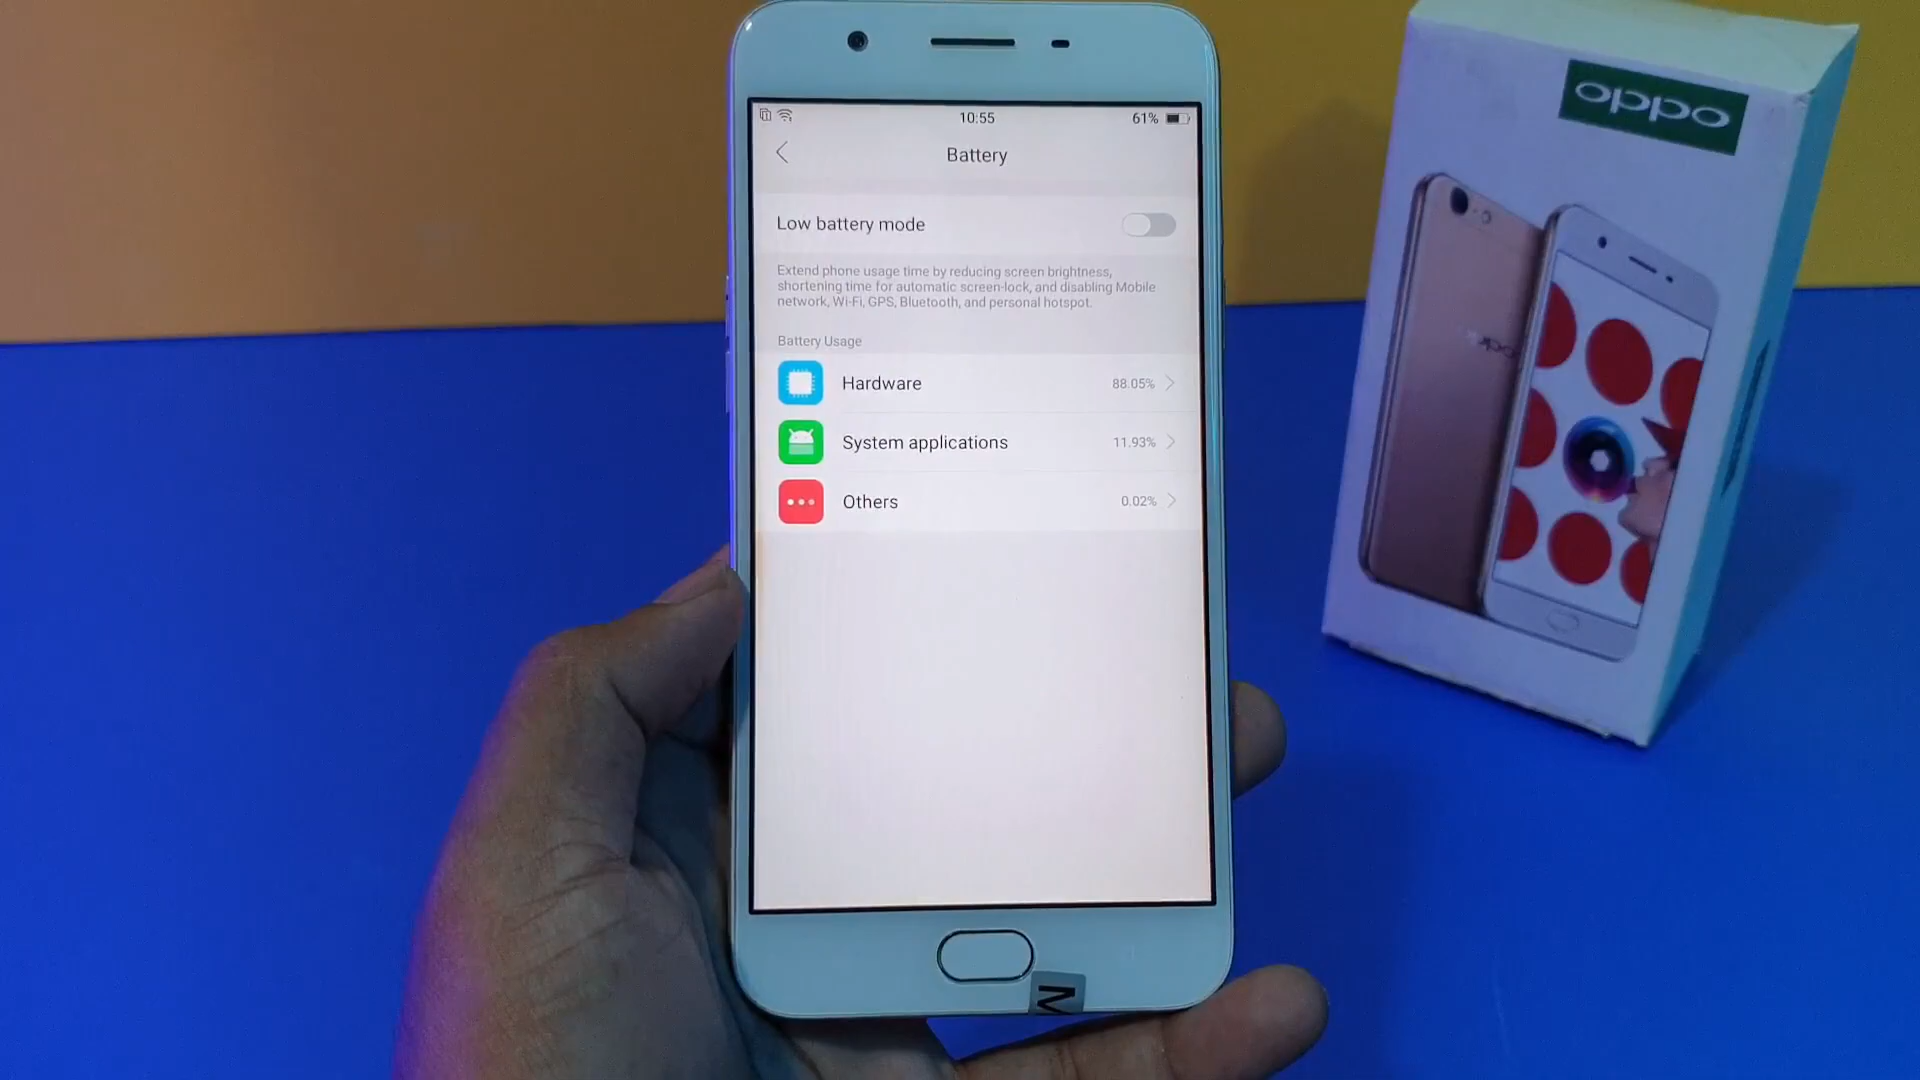 10:55
61%
Battery
Low battery mode
Extend phone usage time by reducing screen brightness,
shortening time for automatic screen-lock, and disabling Mobile
network, Wi-Fi, GPS, Bluetooth, and personal hotspot.
Battery Usage
Hardware 88.05%
System applications 11.93%
Others 0.02%
M
oppo
oppo